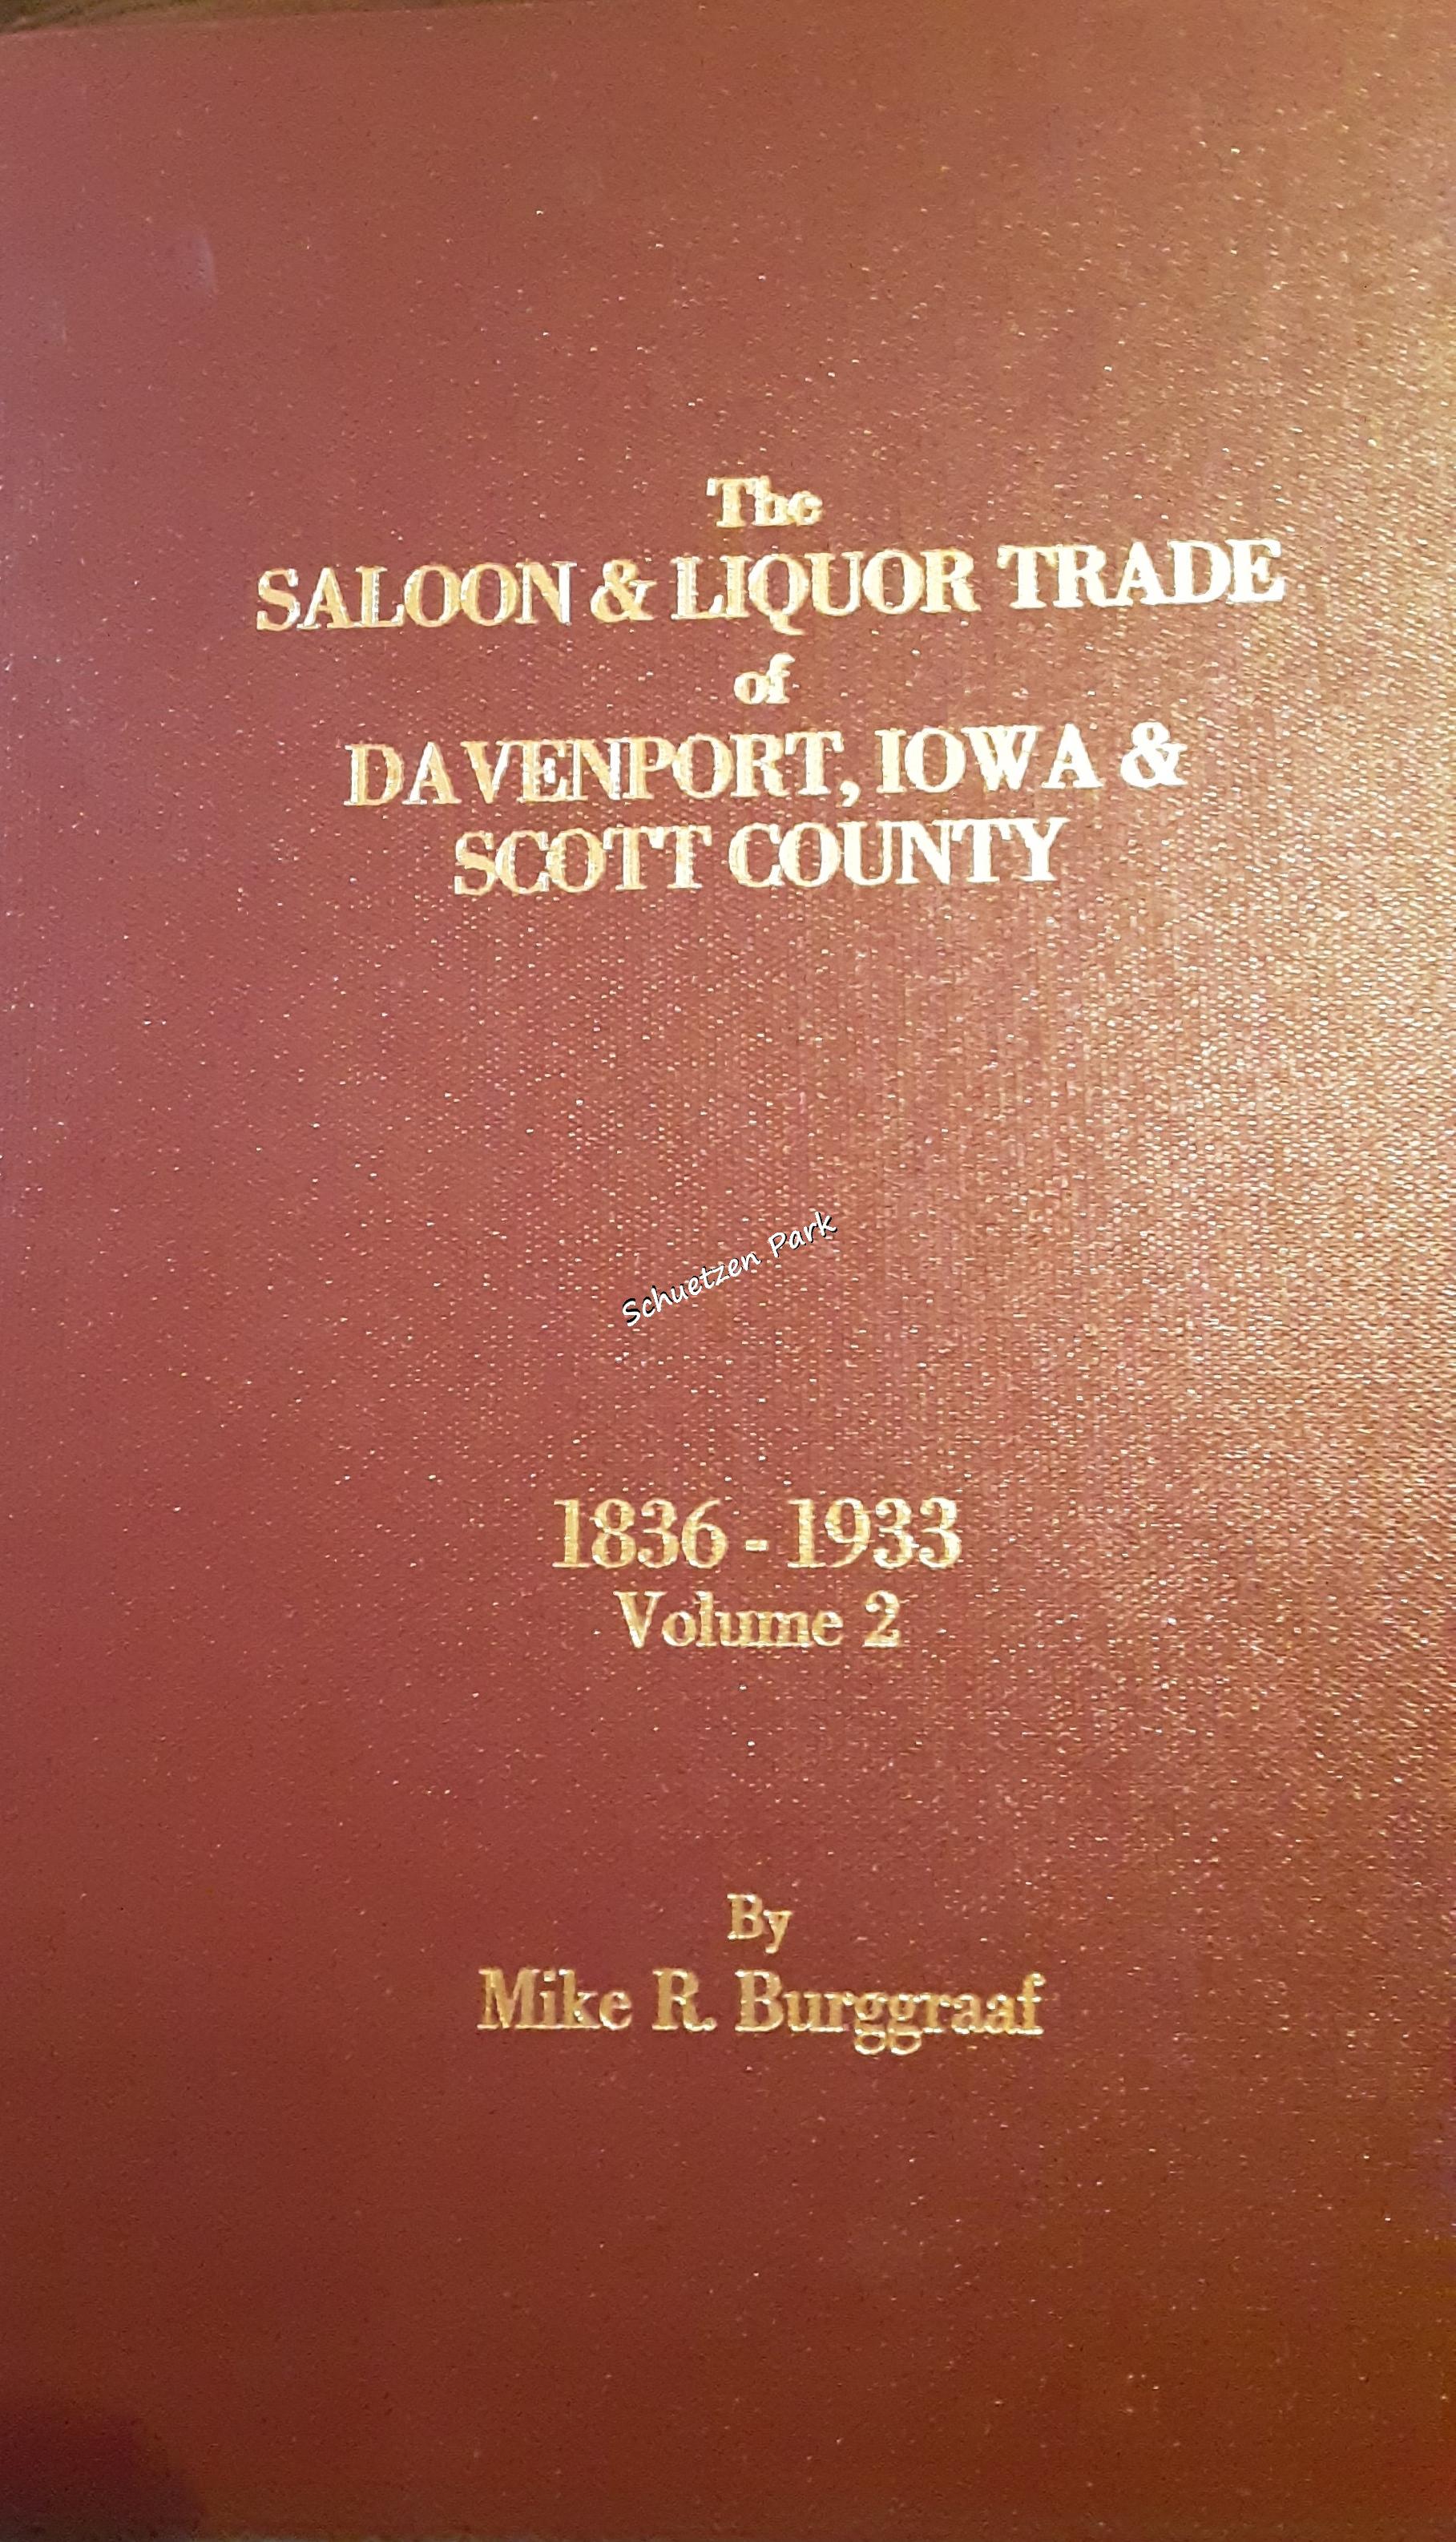 The
SALOON & LIQUOR TRADE
of
DAVENPORT, IOWA &
SCOTT COUNTY
Schuetzen Park
1836 - 1933
Volume 2
By
Mike R. Burggraaf